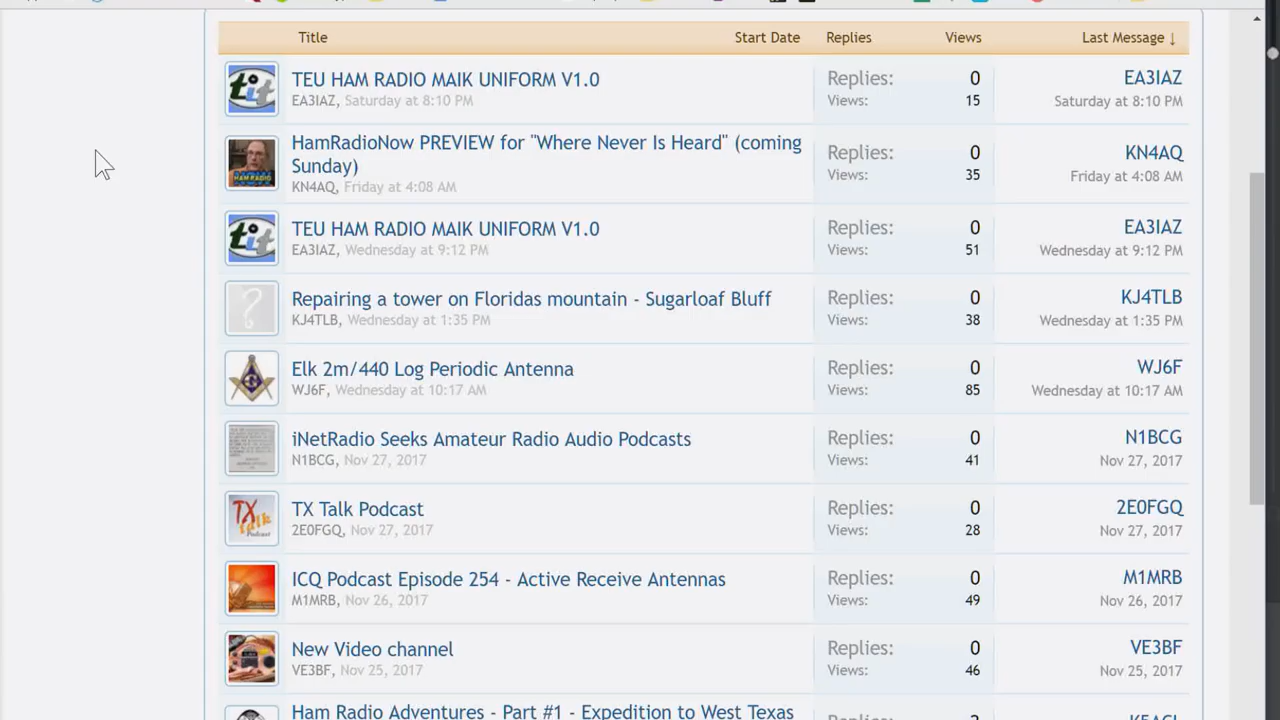 Title Start Date Replies Views Last Message ↓
TEU HAM RADIO MAIK UNIFORM V1.0 Replies: 0 EA3IAZ
EA3IAZ, Saturday at 8:10 PM Views: 15 Saturday at 8:10 PM
HamRadioNow PREVIEW for "Where Never Is Heard" (coming Replies: 0 KN4AQ
Sunday)
KN4AQ, Friday at 4:08 AM Views: 35 Friday at 4:08 AM
TEU HAM RADIO MAIK UNIFORM V1.0 Replies: 0 EA3IAZ
EA3IAZ, Wednesday at 9:12 PM Views: 51 Wednesday at 9:12 PM
Repairing a tower on Floridas mountain - Sugarloaf Bluff Replies: 0 KJ4TLB
KJ4TLB, Wednesday at 1:35 PM Views: 38 Wednesday at 1:35 PM
Elk 2m/440 Log Periodic Antenna Replies: 0 WJ6F
WJ6F, Wednesday at 10:17 AM Views: 85 Wednesday at 10:17 AM
iNetRadio Seeks Amateur Radio Audio Podcasts Replies: 0 N1BCG
N1BCG, Nov 27, 2017 Views: 41 Nov 27, 2017
TX Talk Podcast Replies: 0 2E0FGQ
2E0FGQ, Nov 27, 2017 Views: 28 Nov 27, 2017
ICQ Podcast Episode 254 - Active Receive Antennas Replies: 0 M1MRB
M1MRB, Nov 26, 2017 Views: 49 Nov 26, 2017
New Video channel Replies: 0 VE3BF
VE3BF, Nov 25, 2017 Views: 46 Nov 25, 2017
Ham Radio Adventures - Part #1 - Expedition to West Texas